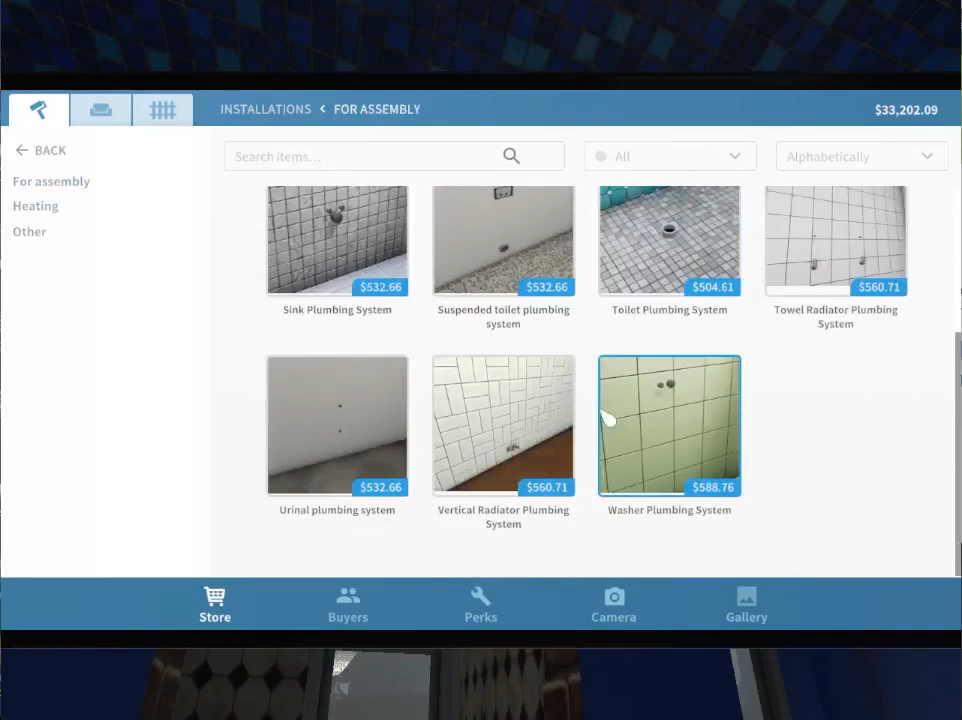 INSTALLATIONS < FOR ASSEMBLY
$33,202.09
BACK
For assembly
Heating
Other
Search items...
All
Alphabetically
$532.66
$532.66
$504.61
$560.71
Sink Plumbing System
Suspended toilet plumbing
system
Toilet Plumbing System
Towel Radiator Plumbing
System
$532.66
$560.71
$588.76
Urinal plumbing system
Vertical Radiator Plumbing
System
Washer Plumbing System
Store
Buyers
Perks
Camera
Gallery